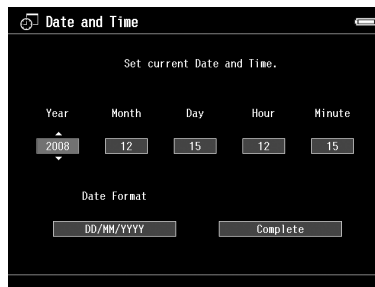 Date and Time
Set current Date and Time.
Year Month Day Hour Minute
2008 12 15 12 15
Date Format
DD/MM/YYYY Complete